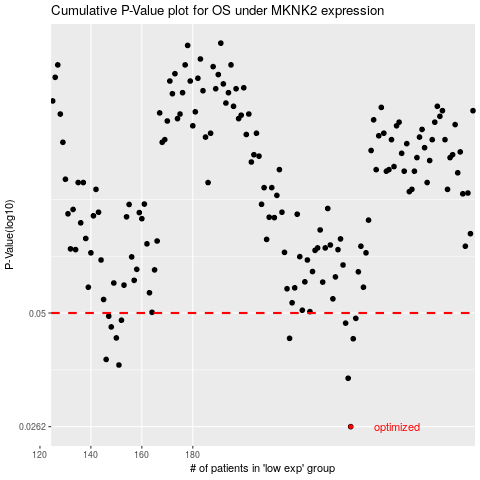 Cumulative P-Value plot for OS under MKNK2 expression
P-Value(log10)
0.05
0.0262
optimized
120 140 160 180
# of patients in 'low exp' group